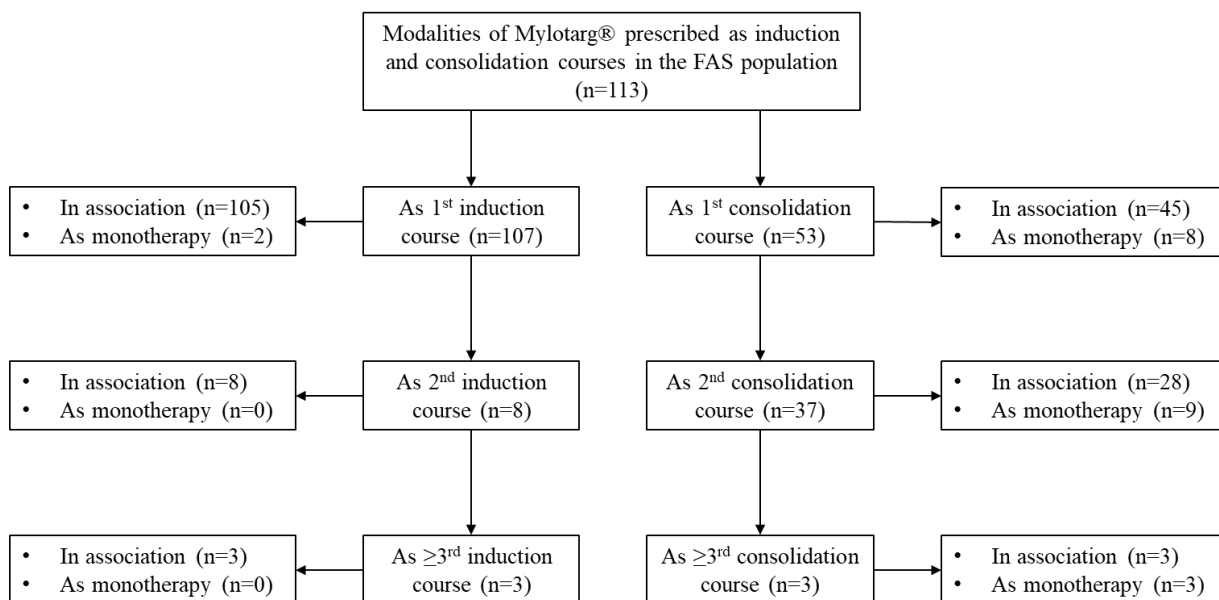 Modalities of Mylotarg® prescribed as induction
and consolidation courses in the FAS population
(n=113)
• In association (n=105)
• As monotherapy (n=2)
As 1st induction
course (n=107)
As 1st consolidation
course (n=53)
• In association (n=45)
• As monotherapy (n=8)
• In association (n=8)
• As monotherapy (n=0)
As 2nd induction
course (n=8)
As 2nd consolidation
course (n=37)
• In association (n=28)
• As monotherapy (n=9)
• In association (n=3)
• As monotherapy (n=0)
As ≥3rd induction
course (n=3)
As ≥3rd consolidation
course (n=3)
• In association (n=3)
• As monotherapy (n=3)